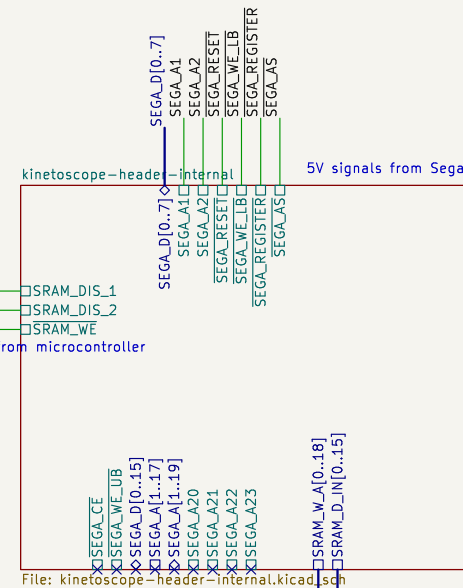 SEGA_D[0..7]
SEGA_A1
SEGA_A2
SEGA_RESET
SEGA_WE_LB
SEGA_REGISTER
SEGA_AS
kinetoscope-header-internal
5V signals from Sega
SEGA_D[0..7]
SEGA_A1
SEGA_A2
SEGA_RESET
SEGA_WE_LB
SEGA_REGISTER
SEGA_AS
SRAM_DIS_1
SRAM_DIS_2
SRAM_WE
rom microcontroller
SEGA_CE
SEGA_WE_UB
SEGA_D[0..15]
SEGA_A[1..17]
SEGA_A[1..19]
SEGA_A20
SEGA_A21
SEGA_A22
SEGA_A23
SRAM_W_A[0..18]
SRAM_D_IN[0..15]
File: kinetoscope-header-internal.kicad_sch